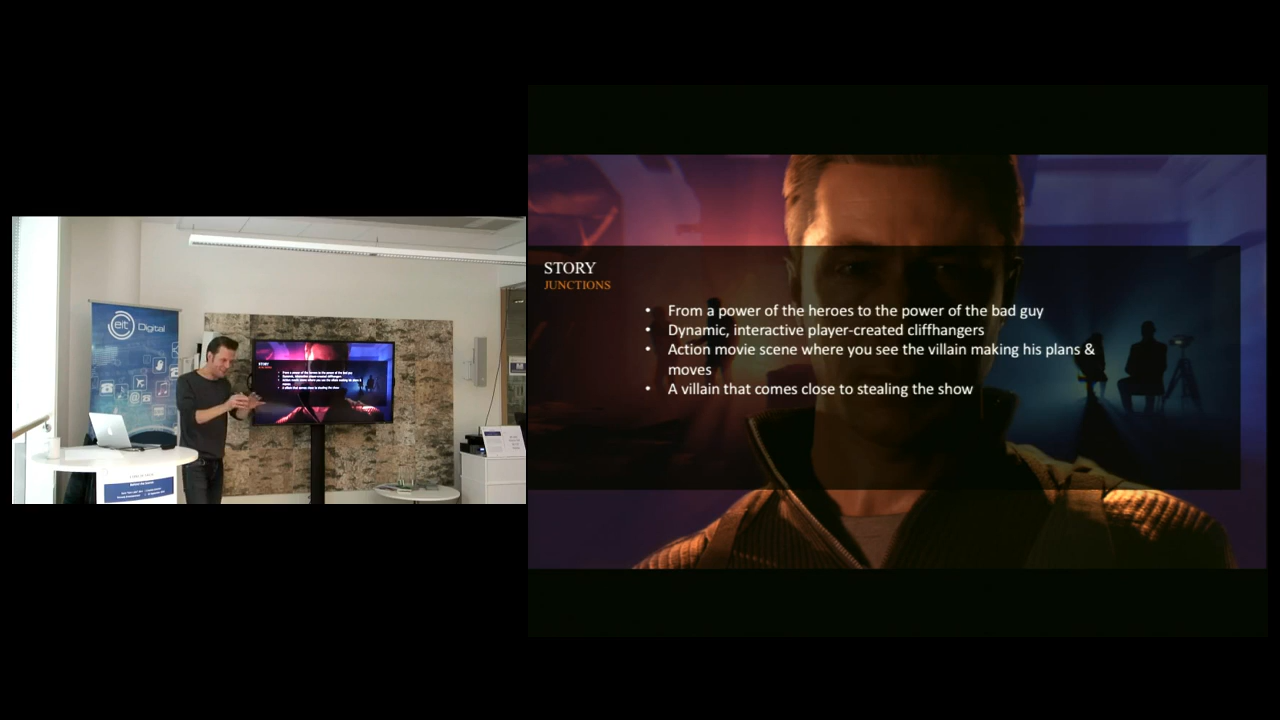 eit Digital
STORY
JUNCTIONS
• From a power of the heroes to the power of the bad guy
• Dynamic, interactive player-created cliffhangers
• Action movie scene where you see the villain making his plans &
moves
• A villain that comes close to stealing the show